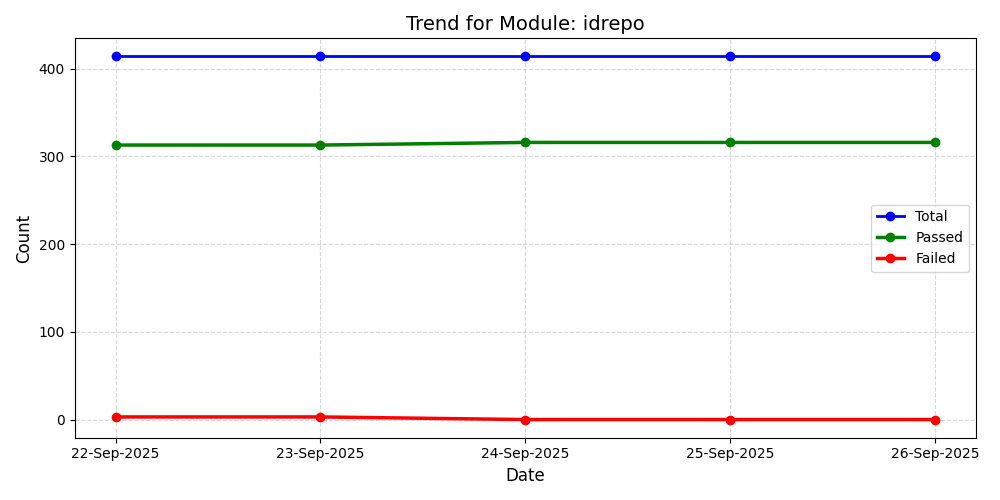 Trend for Module: idrepo
Count
400
300
200
100
0
Total
Passed
Failed
22-Sep-2025
23-Sep-2025
24-Sep-2025
25-Sep-2025
26-Sep-2025
Date